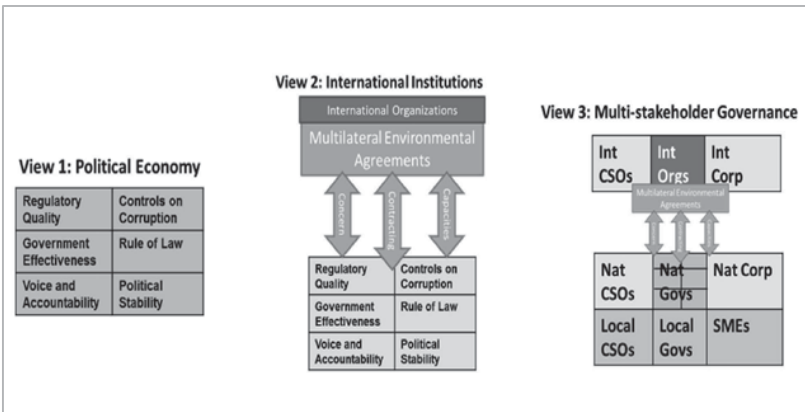 View 1: Political Economy
Regulatory
Quality
Controls on
Corruption
Government
Effectiveness
Rule of Law
Voice and
Accountability
Political
Stability
View 2: International Institutions
International Organizations
Multilateral Environmental
Agreements
Concern
Contracting
Capacities
Regulatory
Quality
Controls on
Corruption
Government
Effectiveness
Rule of Law
Voice and
Accountability
Political
Stability
View 3: Multi-stakeholder Governance
Int
CSOs
Int
Orgs
Int
Corp
Multilateral Environmental
Agreements
Concern
Contracting
Capacities
Nat
CSOs
Nat
Govs
Nat Corp
Local
CSOs
Local
Govs
SMEs